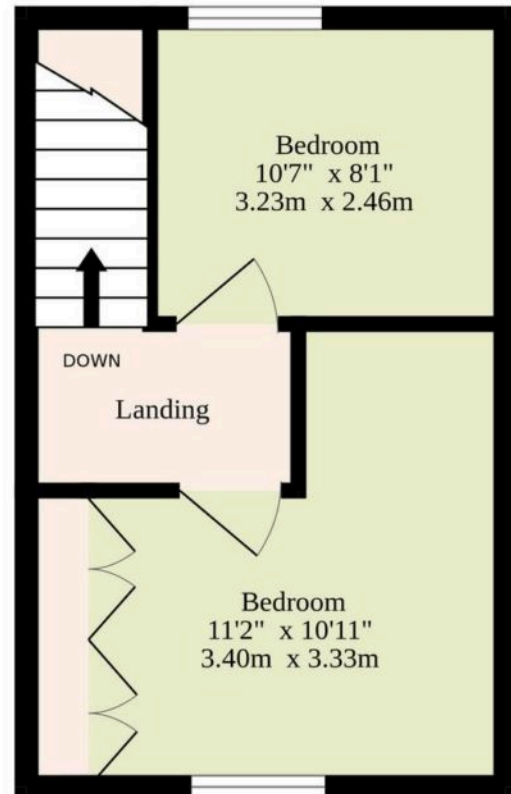 Bedroom
10'7" x 8'1"
3.23m x 2.46m
DOWN
Landing
Bedroom
11'2" x 10'11"
3.40m x 3.33m